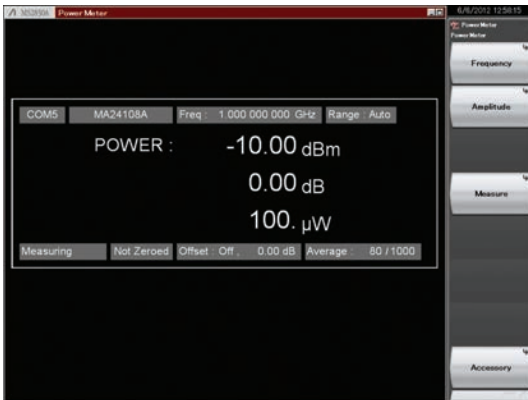 MS2830A Power Meter
6/6/2012 12:58:15
Power Meter
Power Meter
Frequency
Amplitude
COM5 MA24108A Freq : 1.000 000 000 GHz Range : Auto
POWER : -10.00 dBm
0.00 dB
100. µW
Measure
Measuring Not Zeroed Offset : Off , 0.00 dB Average : 80 / 1000
Accessory